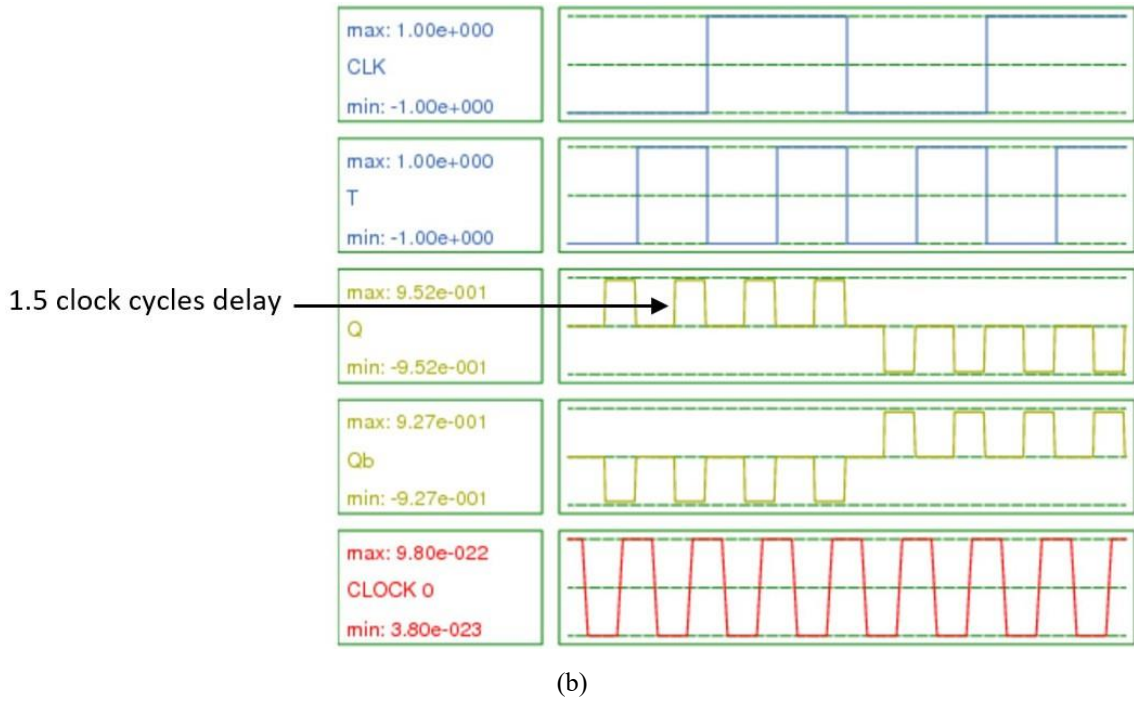 max: 1.00e+000
CLK
min: -1.00e+000
max: 1.00e+000
T
min: -1.00e+000
1.5 clock cycles delay
max: 9.52e-001
Q
min: -9.52e-001
max: 9.27e-001
Qb
min: -9.27e-001
max: 9.80e-022
CLOCK 0
min: 3.80e-023
(b)